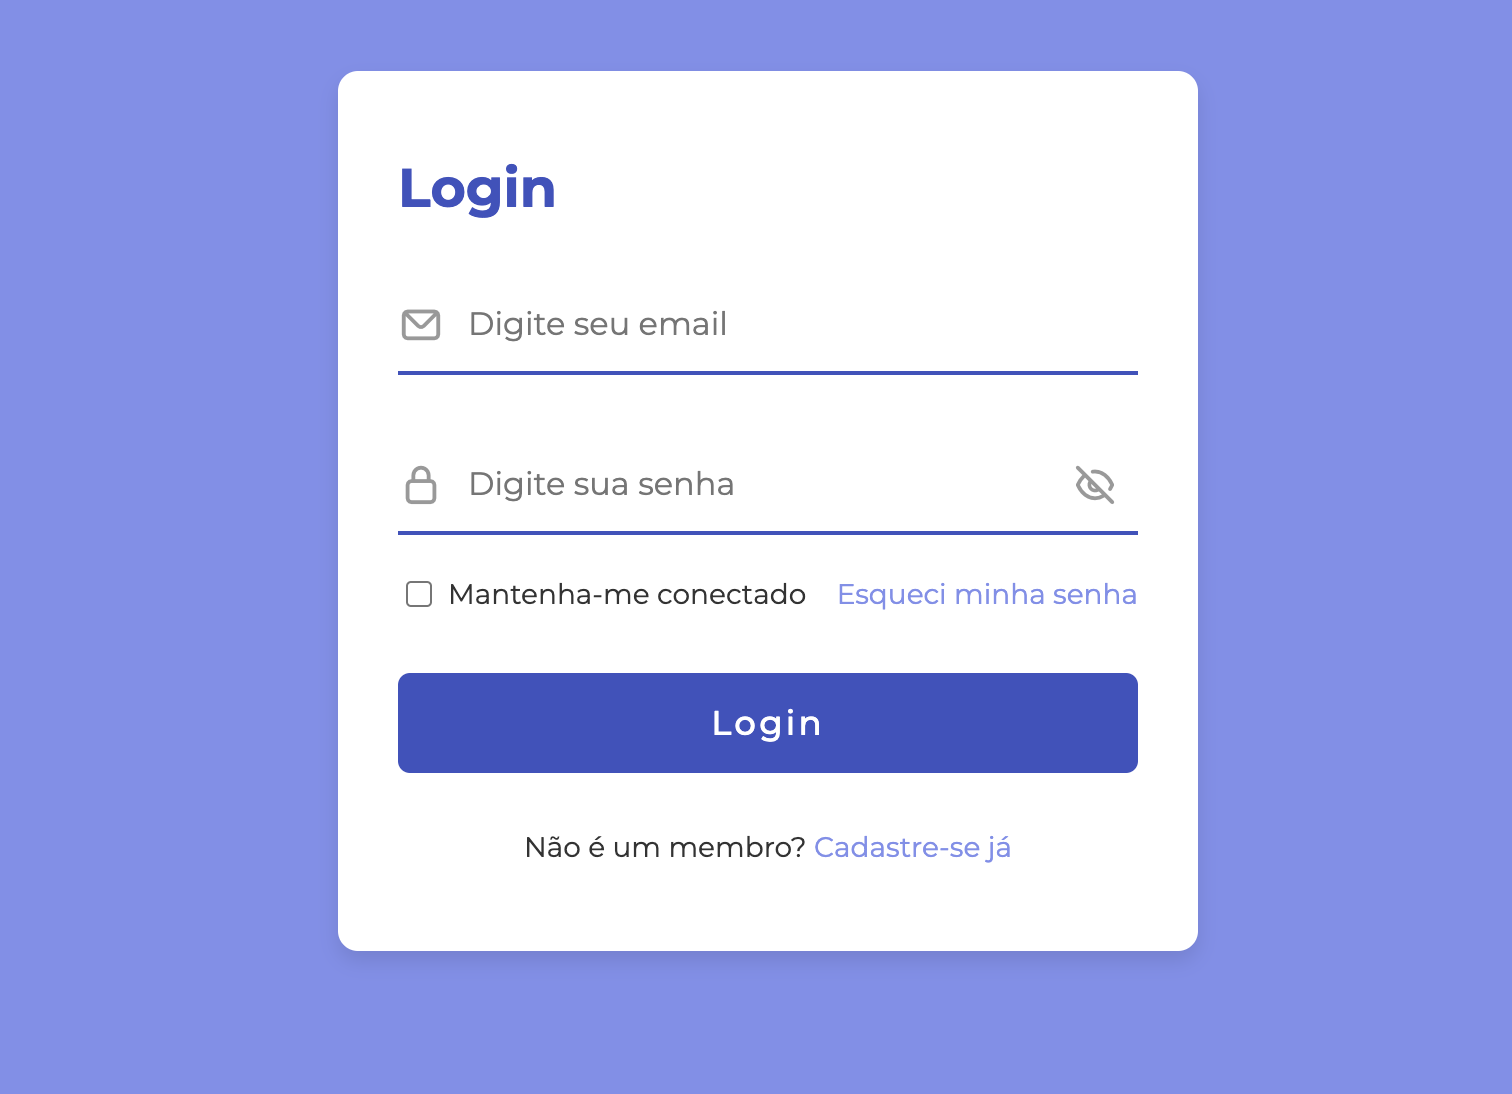 Login
Digite seu email
Digite sua senha
Mantenha-me conectado Esqueci minha senha
Login
Não é um membro? Cadastre-se já